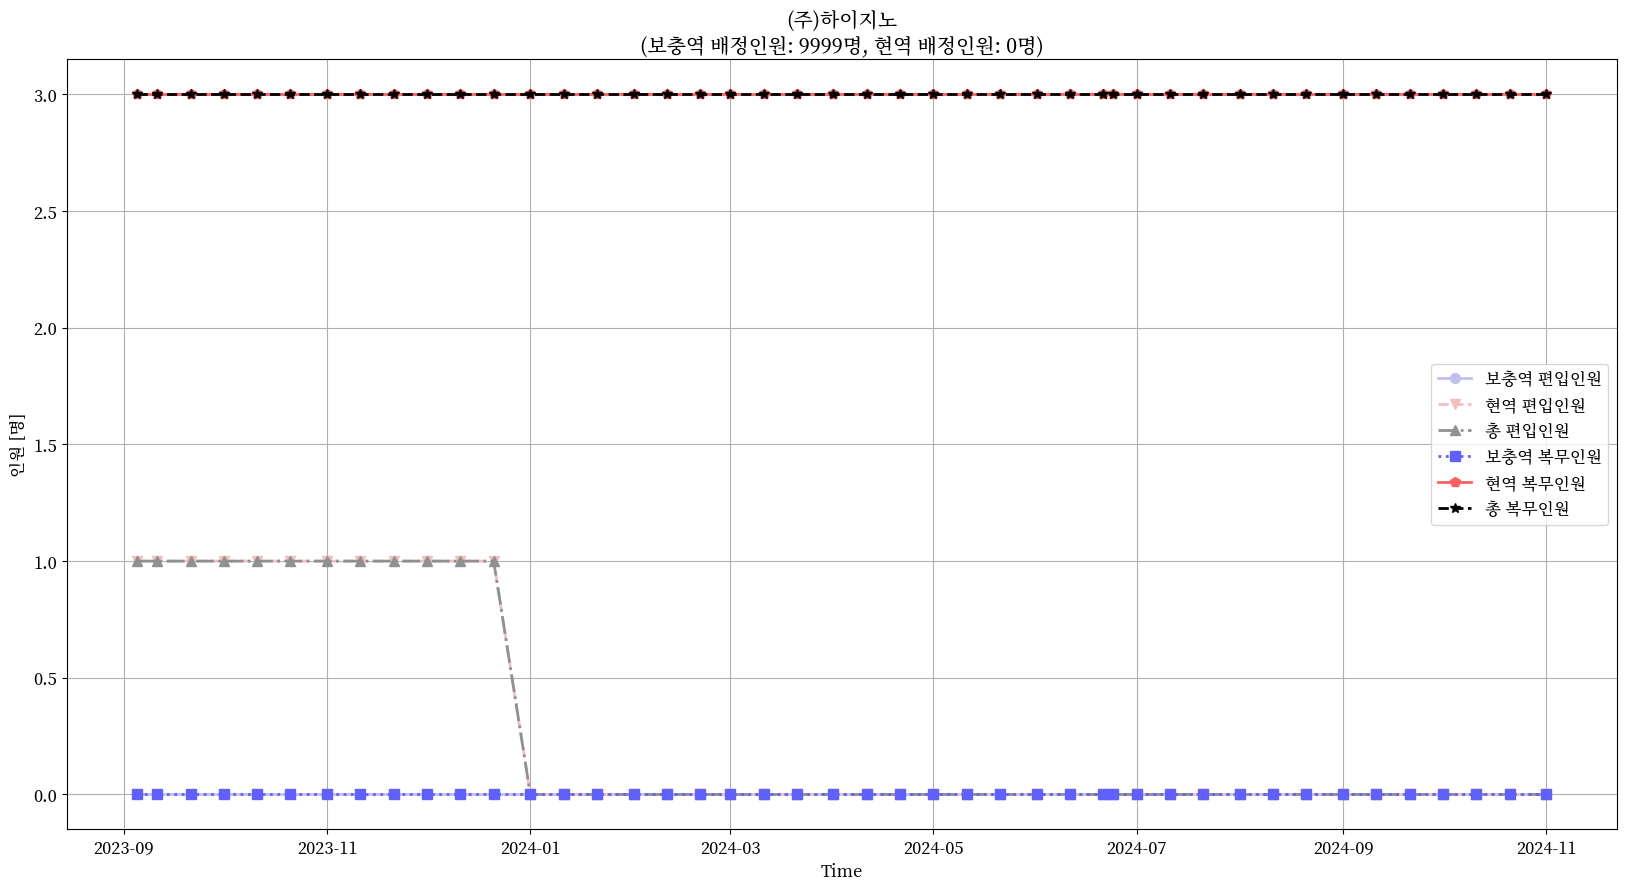 (주)하이지노
(보충역 배정인원: 9999명, 현역 배정인원: 0명)
3.0
2.5
2.0
1.5
1.0
0.5
0.0
인원 [명]
보충역 편입인원
현역 편입인원
총 편입인원
보충역 복무인원
현역 복무인원
총 복무인원
2023-09
2023-11
2024-01
2024-03
2024-05
2024-07
2024-09
2024-11
Time